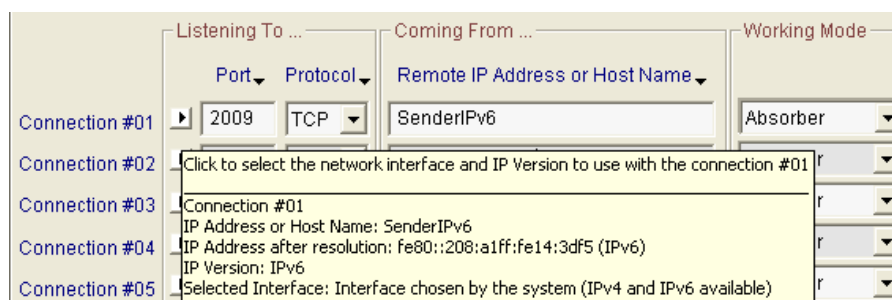 Listening To ... Coming From ... Working Mode
Port Protocol Remote IP Address or Host Name
Connection #01 2009 TCP SenderIPv6 Absorber
Connection #02 Click to select the network interface and IP Version to use with the connection #01 r
Connection #03 Connection #01 r
IP Address or Host Name: SenderIPv6
Connection #04 IP Address after resolution: fe80::208:a1ff:fe14:3df5 (IPv6) r
IP Version: IPv6
Connection #05 Selected Interface: Interface chosen by the system (IPv4 and IPv6 available) r